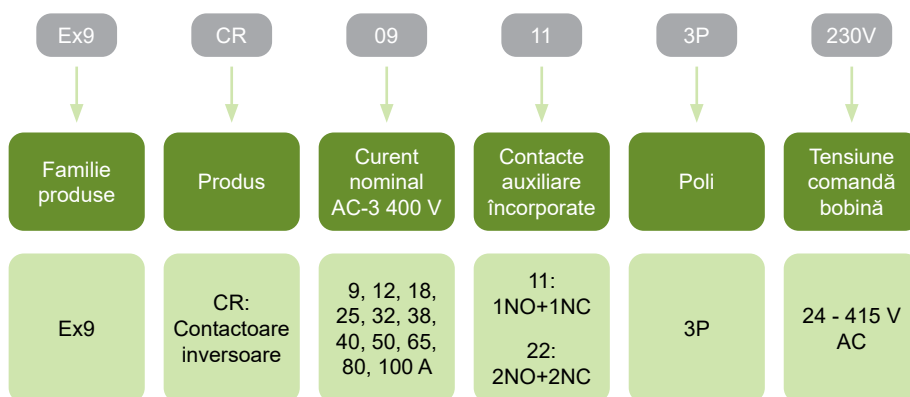 Ex9
CR
09
11
3P
230V
Familie
produse
Produs
Curent
nominal
AC-3 400 V
Contacte
auxiliare
încorporate
Poli
Tensiune
comandă
bobină
Ex9
CR:
Contactoare
inversoare
9, 12, 18,
25, 32, 38,
40, 50, 65,
80, 100 A
11:
1NO+1NC
22:
2NO+2NC
3P
24 - 415 V
AC